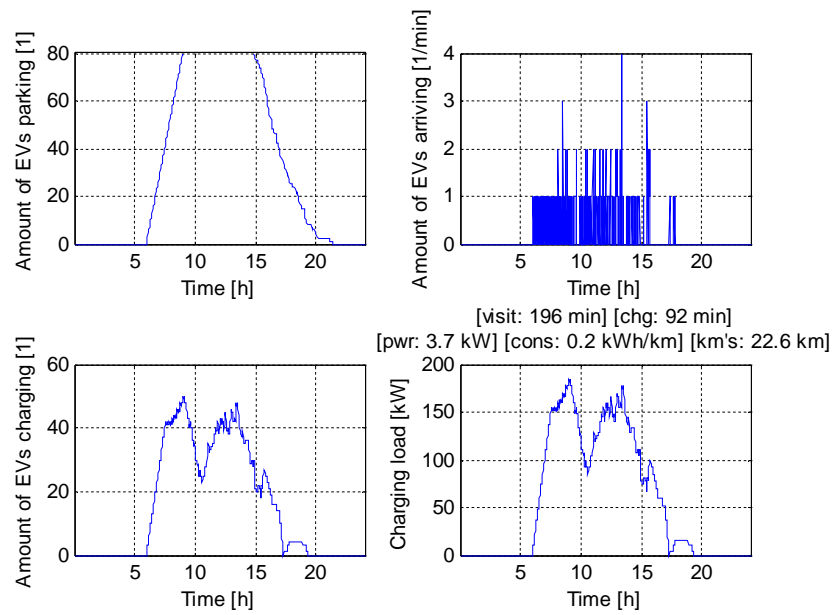 Amount of EVs parking [1]
80
60
40
20
0
5 10 15 20
Time [h]
Amount of EVs arriving [1/min]
4
3
2
1
0
5 10 15 20
Time [h]
[visit: 196 min] [chg: 92 min]
[pwr: 3.7 kW] [cons: 0.2 kWh/km] [km's: 22.6 km]
Amount of EVs charging [1]
60
40
20
0
5 10 15 20
Time [h]
Charging load [kW]
200
150
100
50
0
5 10 15 20
Time [h]